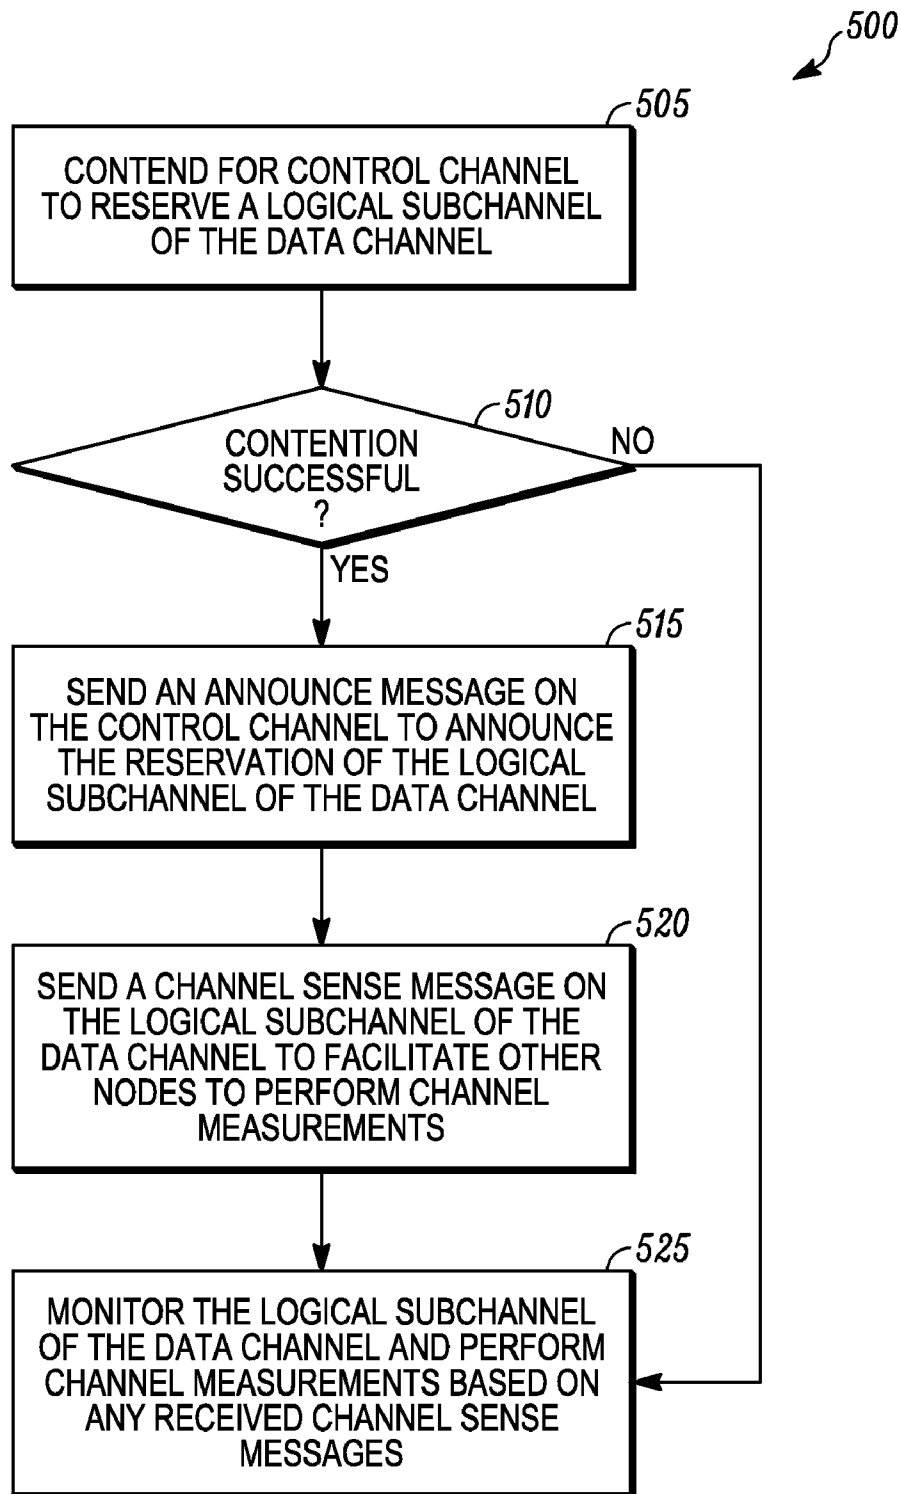 500
505
CONTEND FOR CONTROL CHANNEL
TO RESERVE A LOGICAL SUBCHANNEL
OF THE DATA CHANNEL
510
CONTENTION
SUCCESSFUL
?
NO
YES
515
SEND AN ANNOUNCE MESSAGE ON
THE CONTROL CHANNEL TO ANNOUNCE
THE RESERVATION OF THE LOGICAL
SUBCHANNEL OF THE DATA CHANNEL
520
SEND A CHANNEL SENSE MESSAGE ON
THE LOGICAL SUBCHANNEL OF THE
DATA CHANNEL TO FACILITATE OTHER
NODES TO PERFORM CHANNEL
MEASUREMENTS
525
MONITOR THE LOGICAL SUBCHANNEL
OF THE DATA CHANNEL AND PERFORM
CHANNEL MEASUREMENTS BASED ON
ANY RECEIVED CHANNEL SENSE
MESSAGES